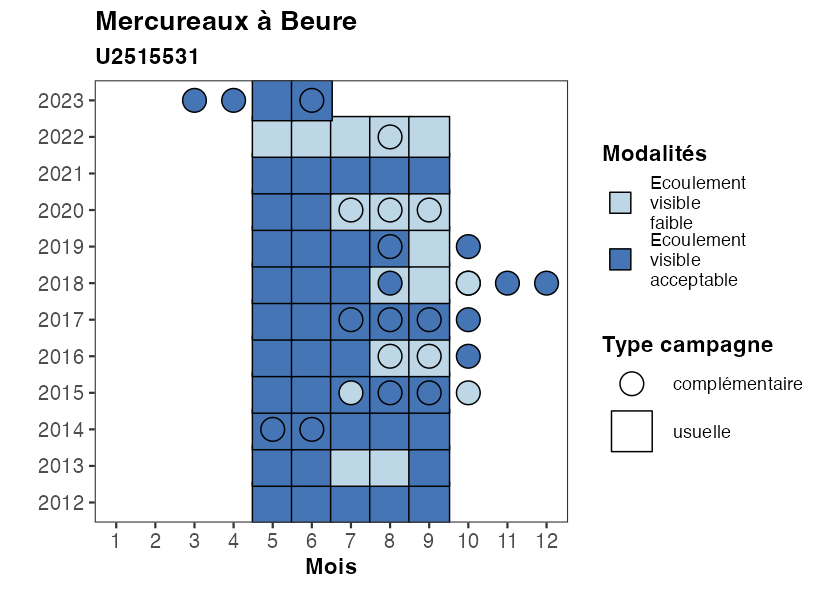 Mercureaux à Beure
U2515531
2023
2022
2021
2020
2019
2018
2017
2016
2015
2014
2013
2012
1 2 3 4 5 6 7 8 9 10 11 12
Mois
Modalités
Ecoulement
visible
faible
Ecoulement
visible
acceptable
Type campagne
complémentaire
usuelle